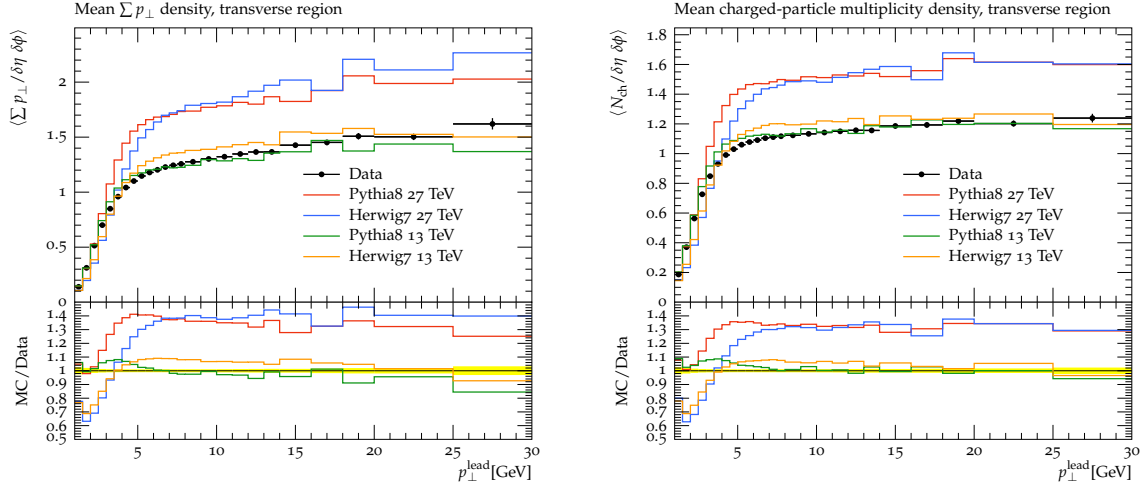 Mean ∑ p⊥ density, transverse region
⟨∑ p⊥/δη δϕ⟩
2
1.5
1
0.5
0
Data
Pythia8 27 TeV
Herwig7 27 TeV
Pythia8 13 TeV
Herwig7 13 TeV
MC/Data
1.4
1.3
1.2
1.1
1
0.9
0.8
0.7
0.6
0.5
5 10 15 20 25 30
p⊥^lead [GeV]
Mean charged-particle multiplicity density, transverse region
⟨N_ch/δη δϕ⟩
1.8
1.6
1.4
1.2
1.0
0.8
0.6
0.4
0.2
0
Data
Pythia8 27 TeV
Herwig7 27 TeV
Pythia8 13 TeV
Herwig7 13 TeV
MC/Data
1.4
1.3
1.2
1.1
1
0.9
0.8
0.7
0.6
0.5
5 10 15 20 25 30
p⊥^lead [GeV]